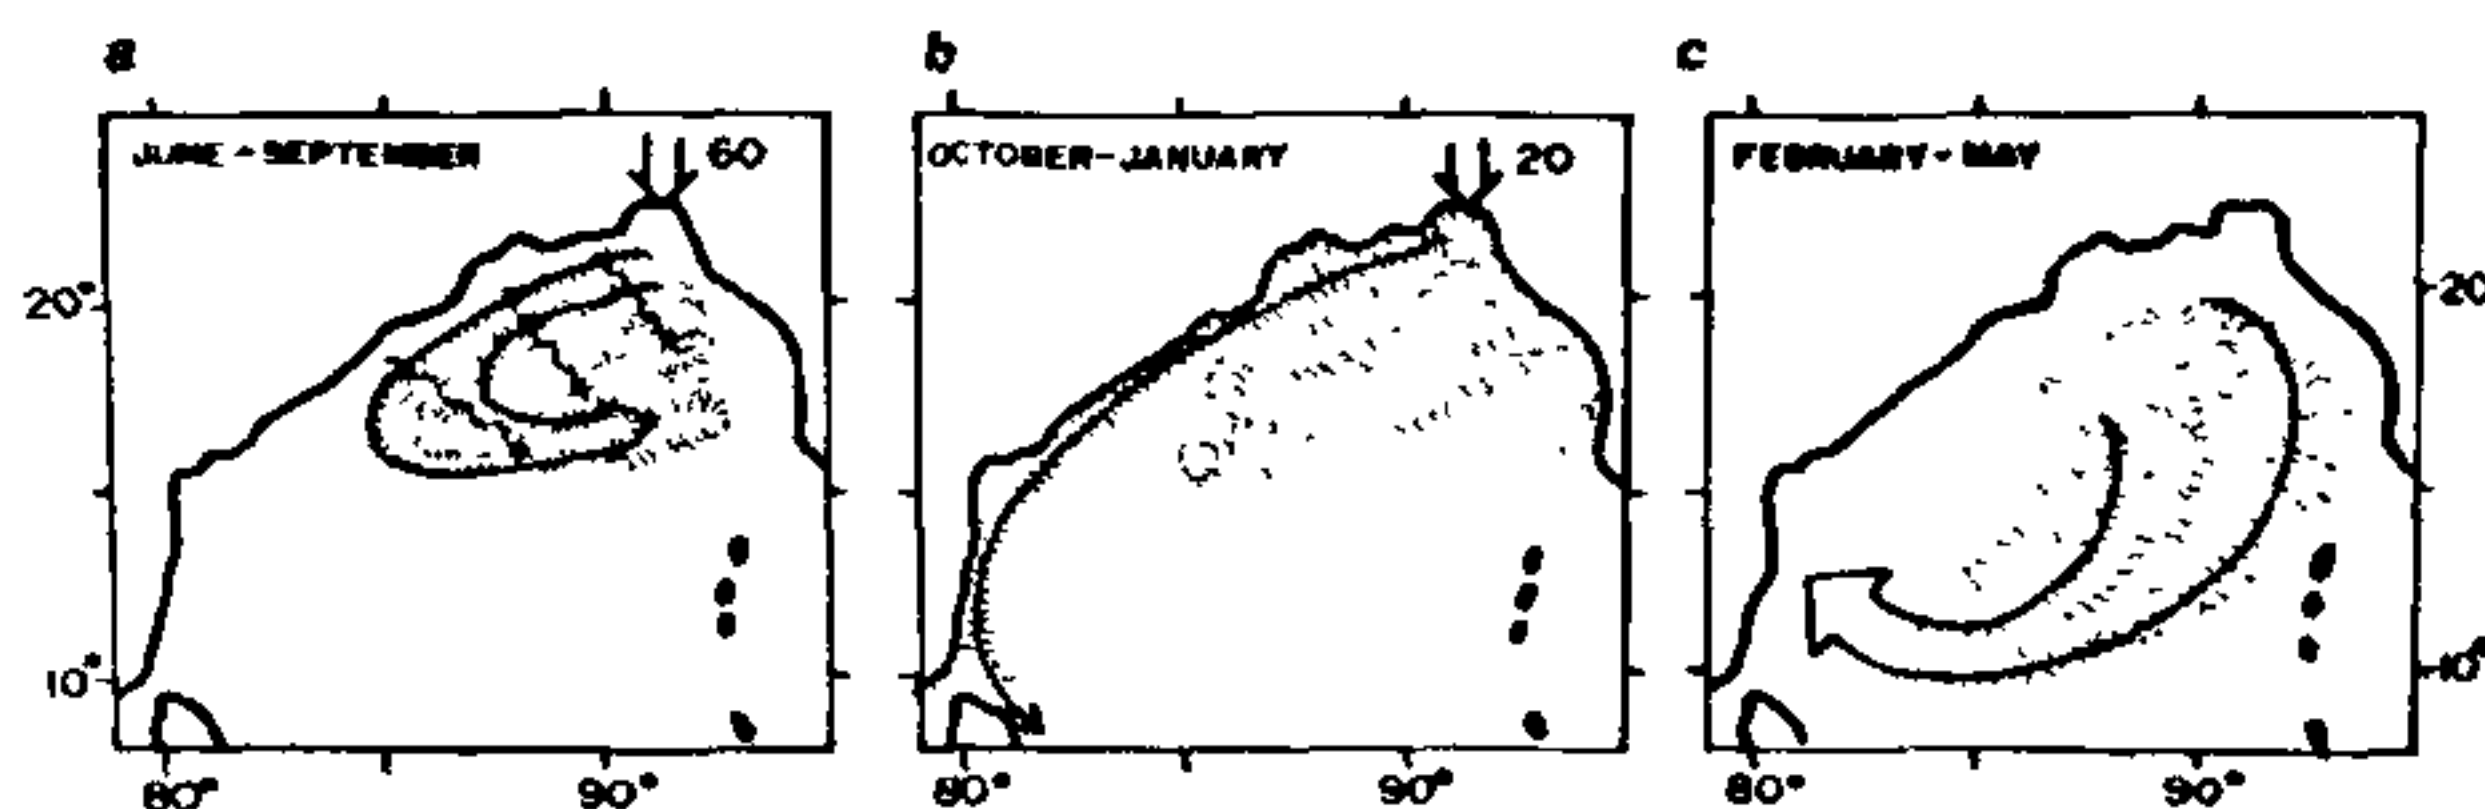 a b c
JUNE - SEPTEMBER 60 OCTOBER-JANUARY 20 FEBRUARY - MAY
20° 20
10° 10°
80° 90° 80° 90° 80° 90°